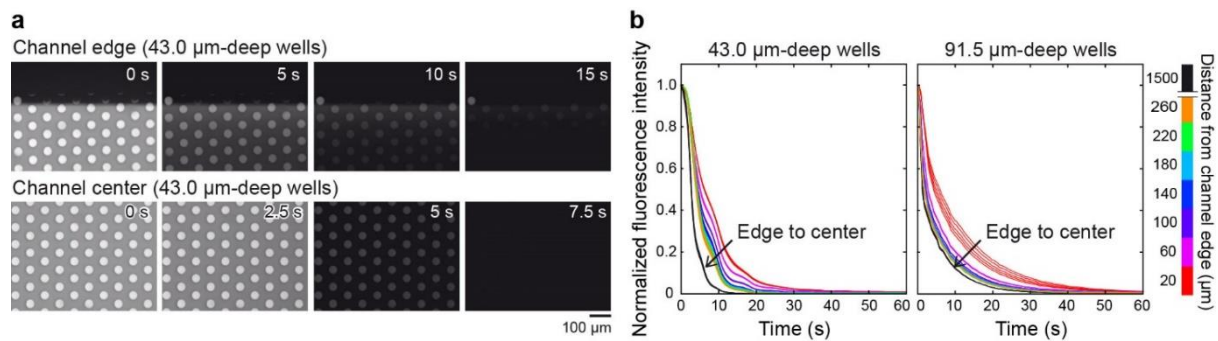 a
Channel edge (43.0 µm-deep wells)
0 s
5 s
10 s
15 s
Channel center (43.0 µm-deep wells)
0 s
2.5 s
5 s
7.5 s
100 µm
b
43.0 µm-deep wells
91.5 µm-deep wells
Normalized fluorescence intensity
1.0
0.8
0.6
0.4
0.2
0
Edge to center
Edge to center
0 10 20 30 40 50 60
0 10 20 30 40 50 60
Time (s)
Time (s)
1500
260
220
180
140
100
60
20
Distance from channel edge (µm)